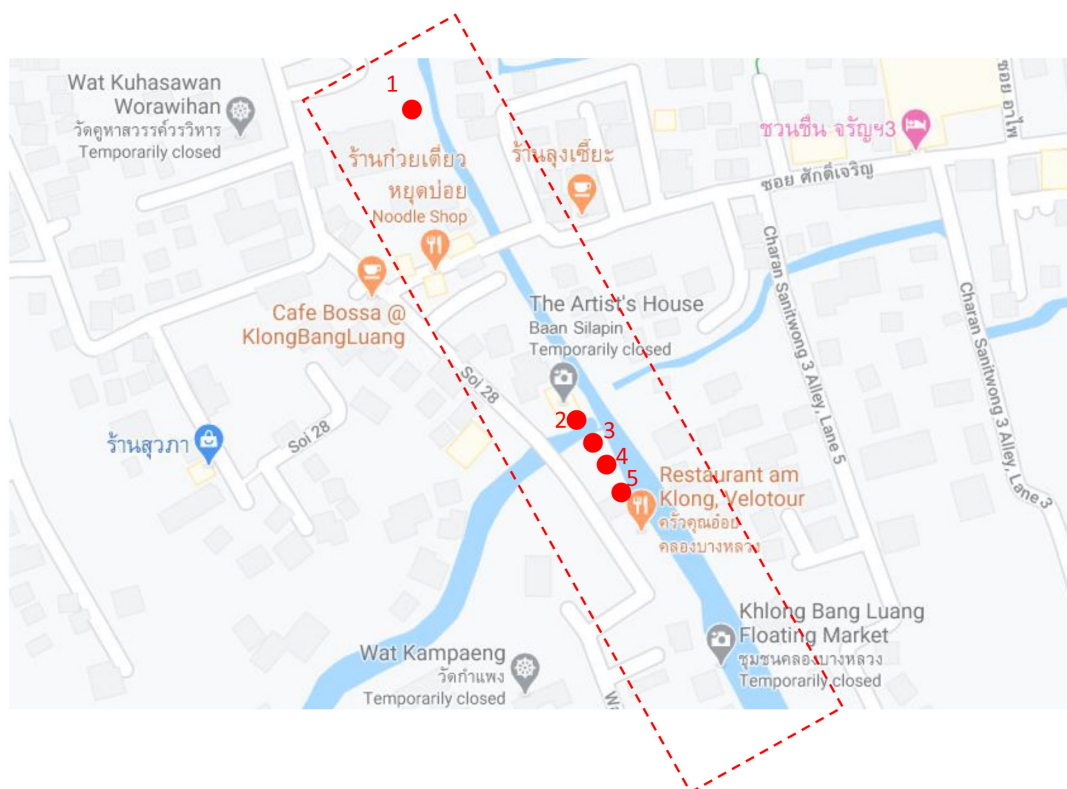 Wat Kuhasawan
Worawihan
วัดคูหาสวรรค์วรวิหาร
Temporarily closed
1
ร้านก๋วยเตี๋ยว
หยุดบ่อย
Noodle Shop
ร้านลุงเซี๊ยะ
ชวนชื่น จรัญฯ3
ซอย อาไพ
ซอย ศักดิ์เจริญ
Cafe Bossa @
KlongBangLuang
The Artist's House
Baan Silapin
Temporarily closed
Charan Sanitwong 3 Alley, Lane 5
Charan Sanitwong 3 Alley, Lane 3
Soi 28
ร้านสุวภา
Soi 28
2
3
4
5
Restaurant am
Klong, Velotour
ครัวคุณอ๋อย
คลองบางหลวง
Khlong Bang Luang
Floating Market
ชุมชนคลองบางหลวง
Temporarily closed
Wat Kampaeng
วัดกำแพง
Temporarily closed